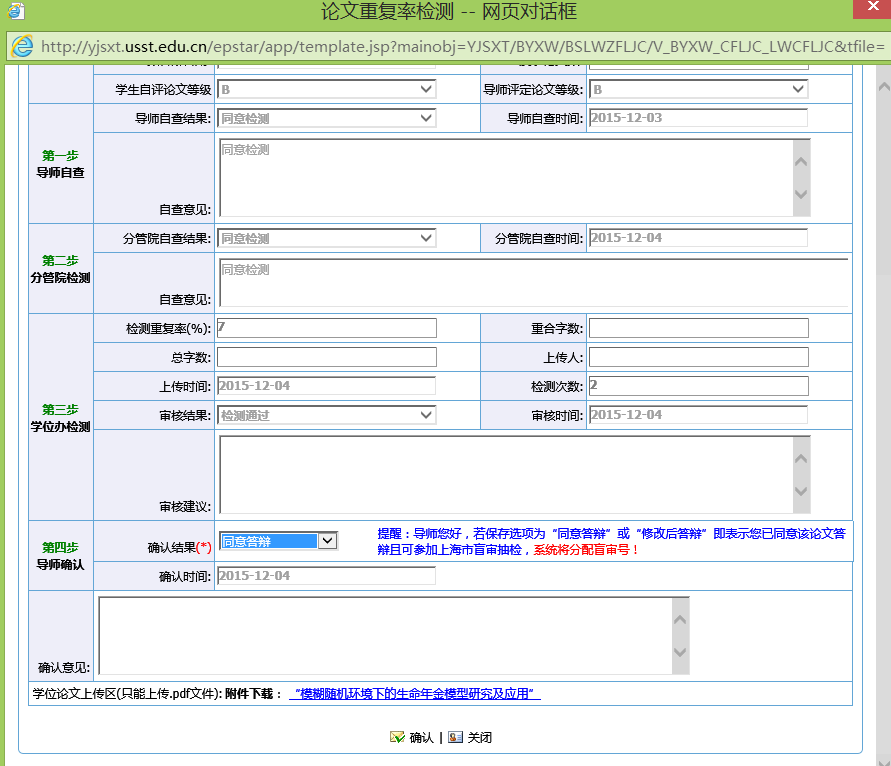 论文重复率检测 -- 网页对话框
http://yjsxt.usst.edu.cn/epstar/app/template.jsp?mainobj=YJSXT/BYXW/BSLWZFLJC/V_BYXW_CFLJC_LWCFLJC&tfile=
学生自评论文等级 B 导师评定论文等级: B
第一步
导师自查
导师自查结果: 同意检测 导师自查时间: 2015-12-03
同意检测
自查意见:
第二步
分管院检测
分管院自查结果: 同意检测 分管院自查时间: 2015-12-04
同意检测
自查意见:
第三步
学位办检测
检测重复率(%): 7 重合字数:
总字数: 上传人:
上传时间: 2015-12-04 检测次数: 2
审核结果: 检测通过 审核时间: 2015-12-04
审核建议:
第四步
导师确认
确认结果(*) 同意答辩
提醒：导师您好，若保存选项为“同意答辩”或“修改后答辩”即表示您已同意该论文答
辩且可参加上海市盲审抽检，系统将分配盲审号！
确认时间: 2015-12-04
确认意见:
学位论文上传区(只能上传.pdf文件): 附件下载： “模糊随机环境下的生命年金模型研究及应用”
确认 | 关闭